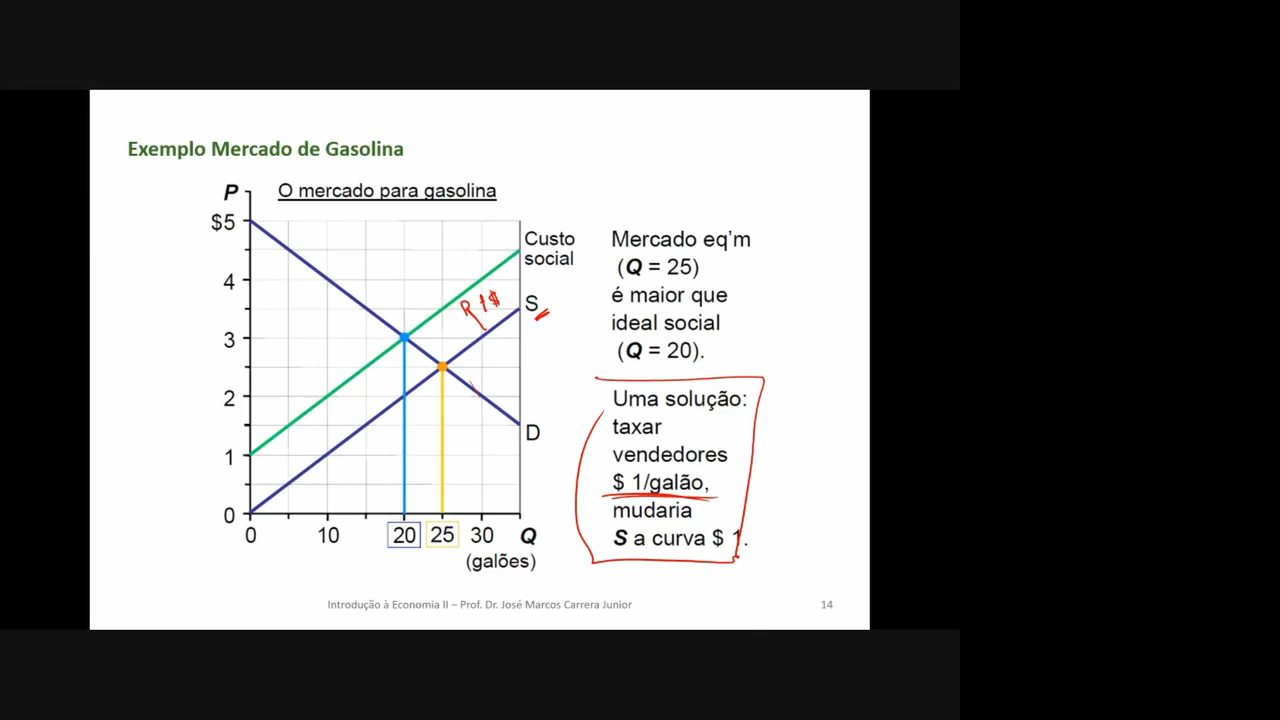 Exemplo Mercado de Gasolina
P
O mercado para gasolina
$5
4
3
2
1
0
Custo
social
S
D
0
10
20
25
30
Q
(galões)
Mercado eq’m
(Q = 25)
é maior que
ideal social
(Q = 20).
Uma solução:
taxar
vendedores
$ 1/galão,
mudaria
S a curva $ 1.
Introdução à Economia II – Prof. Dr. José Marcos Carrera Junior
14